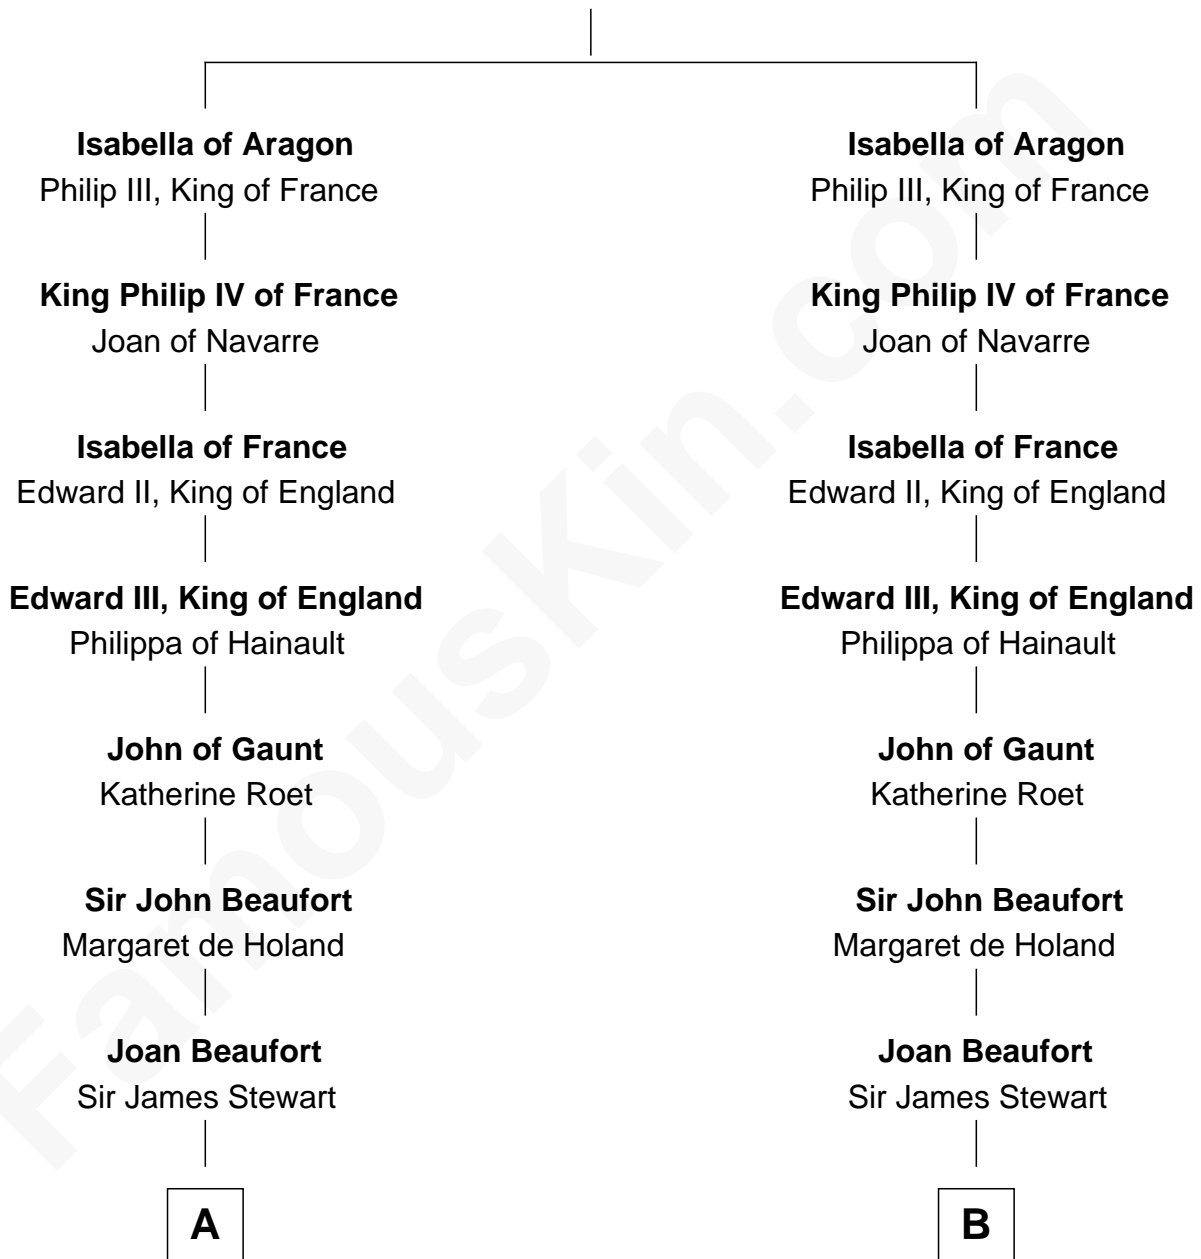 Isabella of Aragon
Philip III, King of France
King Philip IV of France
Joan of Navarre
Isabella of France
Edward II, King of England
Edward III, King of England
Philippa of Hainault
John of Gaunt
Katherine Roet
Sir John Beaufort
Margaret de Holand
Joan Beaufort
Sir James Stewart
A
Isabella of Aragon
Philip III, King of France
King Philip IV of France
Joan of Navarre
Isabella of France
Edward II, King of England
Edward III, King of England
Philippa of Hainault
John of Gaunt
Katherine Roet
Sir John Beaufort
Margaret de Holand
Joan Beaufort
Sir James Stewart
B
FamousKin.com